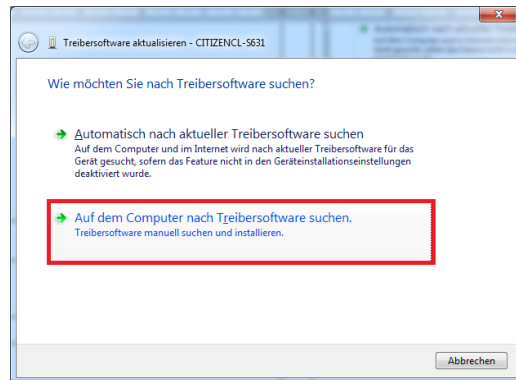 Treibersoftware aktualisieren - CITIZENCL-S631
Wie möchten Sie nach Treibersoftware suchen?
Automatisch nach aktueller Treibersoftware suchen
Auf dem Computer und im Internet wird nach aktueller Treibersoftware für das
Gerät gesucht, sofern das Feature nicht in den Geräteinstallationseinstellungen
deaktiviert wurde.
Auf dem Computer nach Treibersoftware suchen.
Treibersoftware manuell suchen und installieren.
Abbrechen